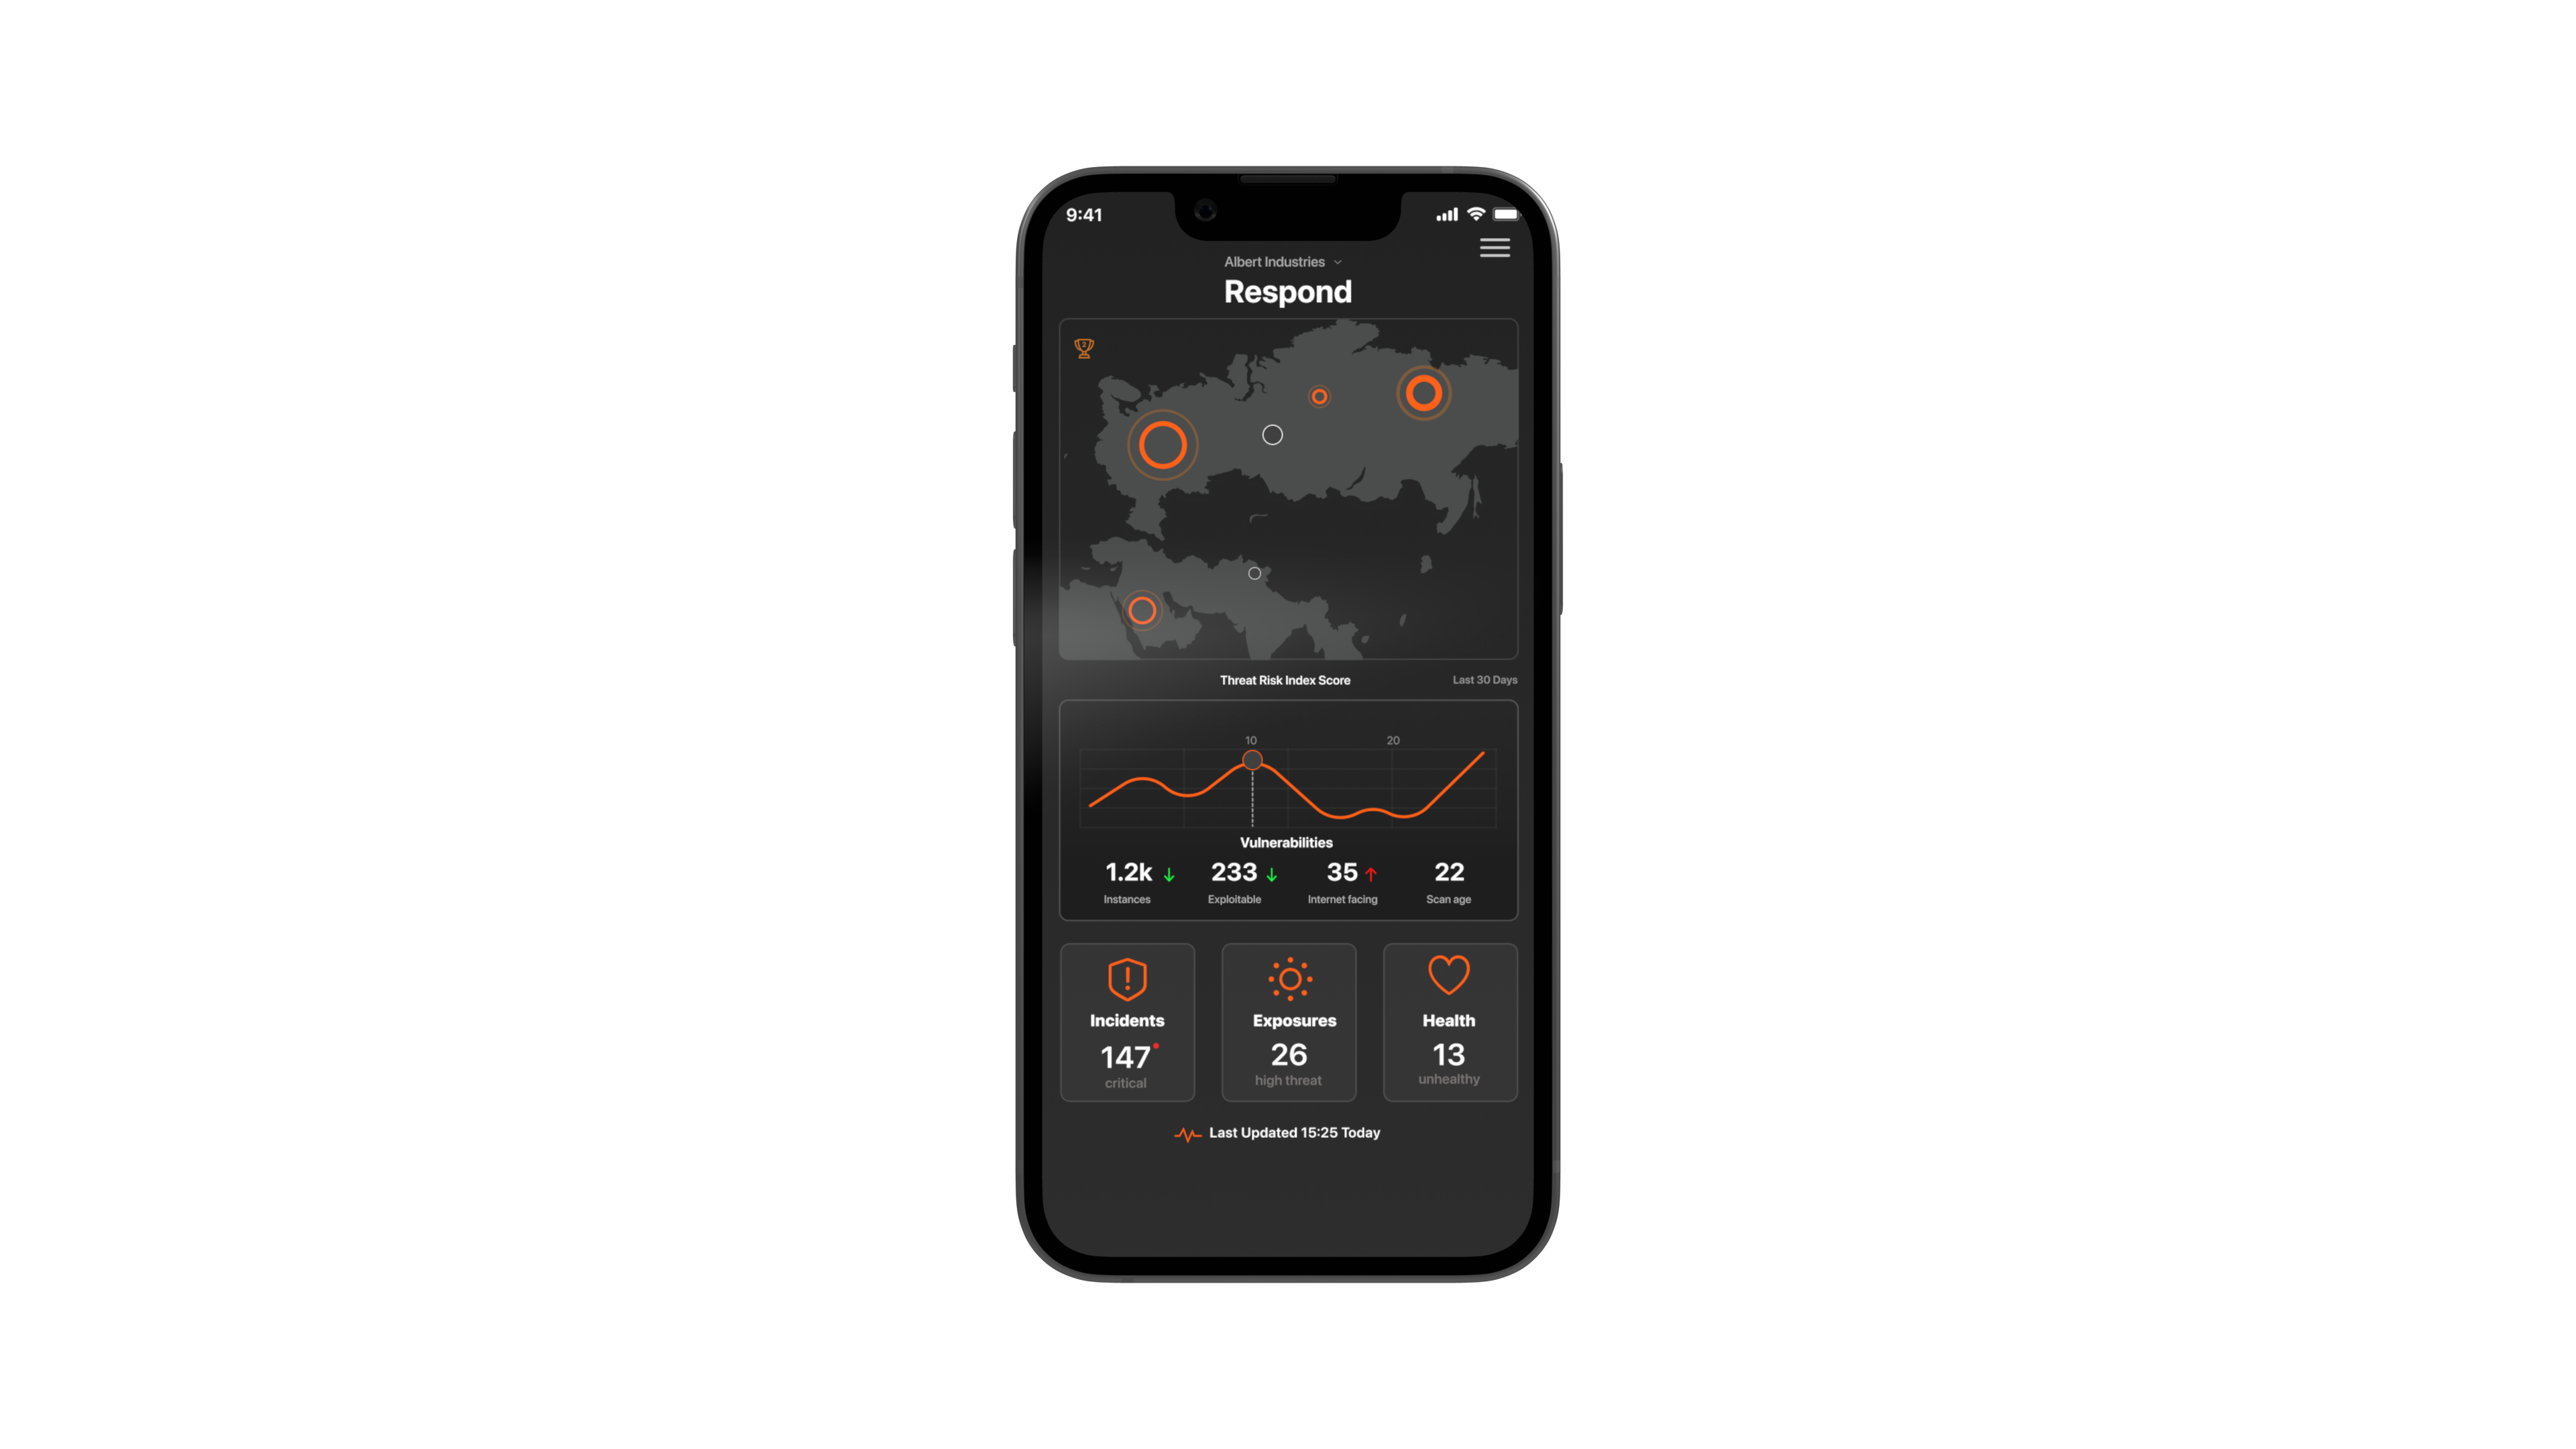 9:41
Albert Industries
Respond
2
Threat Risk Index Score Last 30 Days
10 20
Vulnerabilities
1.2k 233 35 22
Instances Exploitable Internet facing Scan age
Incidents Exposures Health
147 26 13
critical high threat unhealthy
Last Updated 15:25 Today